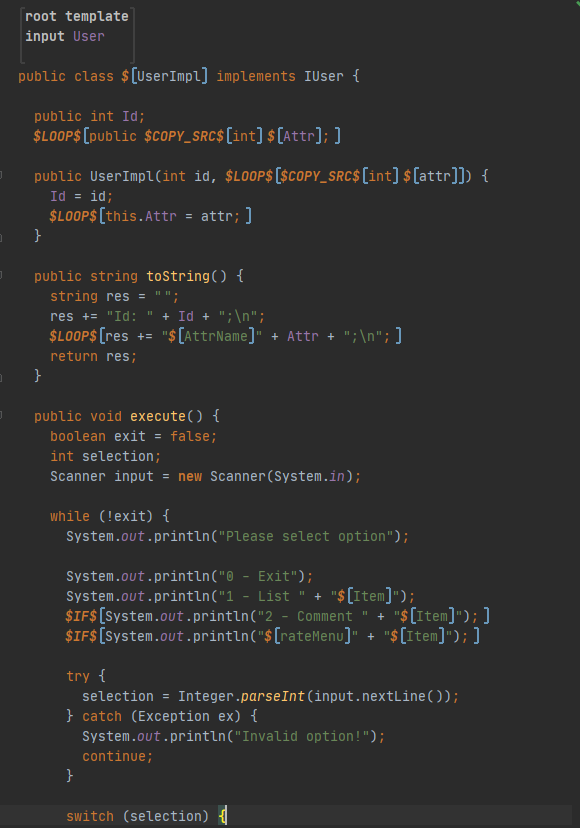 root template
input User
public class $[UserImpl] implements IUser {
public int Id;
$LOOP$[public $COPY_SRC$[int] $[Attr]; ]
public UserImpl(int id, $LOOP$[$COPY_SRC$[int] $[attr]]) {
Id = id;
$LOOP$[this.Attr = attr; ]
}
public string toString() {
string res = "";
res += "Id: " + Id + ";\n";
$LOOP$[res += "$[AttrName]" + Attr + ";\n"; ]
return res;
}
public void execute() {
boolean exit = false;
int selection;
Scanner input = new Scanner(System.in);
while (!exit) {
System.out.println("Please select option");
System.out.println("0 - Exit");
System.out.println("1 - List " + "$[Item]");
$IF$[System.out.println("2 - Comment " + "$[Item]"); ]
$IF$[System.out.println("$[rateMenu]" + "$[Item]"); ]
try {
selection = Integer.parseInt(input.nextLine());
} catch (Exception ex) {
System.out.println("Invalid option!");
continue;
}
switch (selection) {